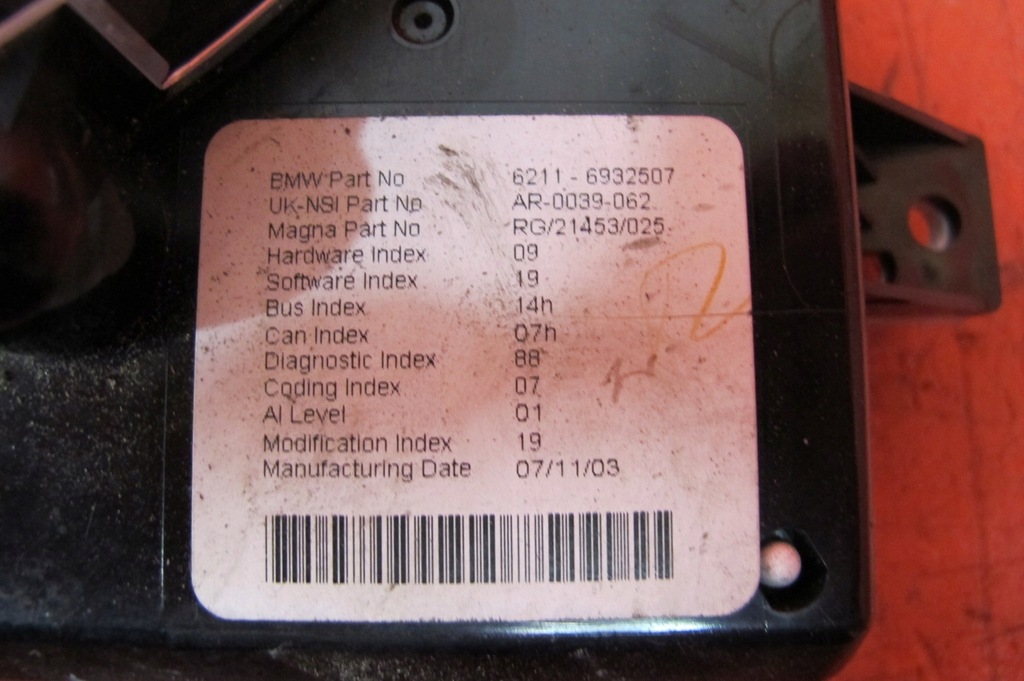 BMW Part No 6211 - 6932507
UK-NSI Part No AR-0039-062
Magna Part No RG/21453/025
Hardware Index 09
Software Index 19
Bus Index 14h
Can Index 07h
Diagnostic Index 88
Coding Index 07
AI Level 01
Modification Index 19
Manufacturing Date 07/11/03